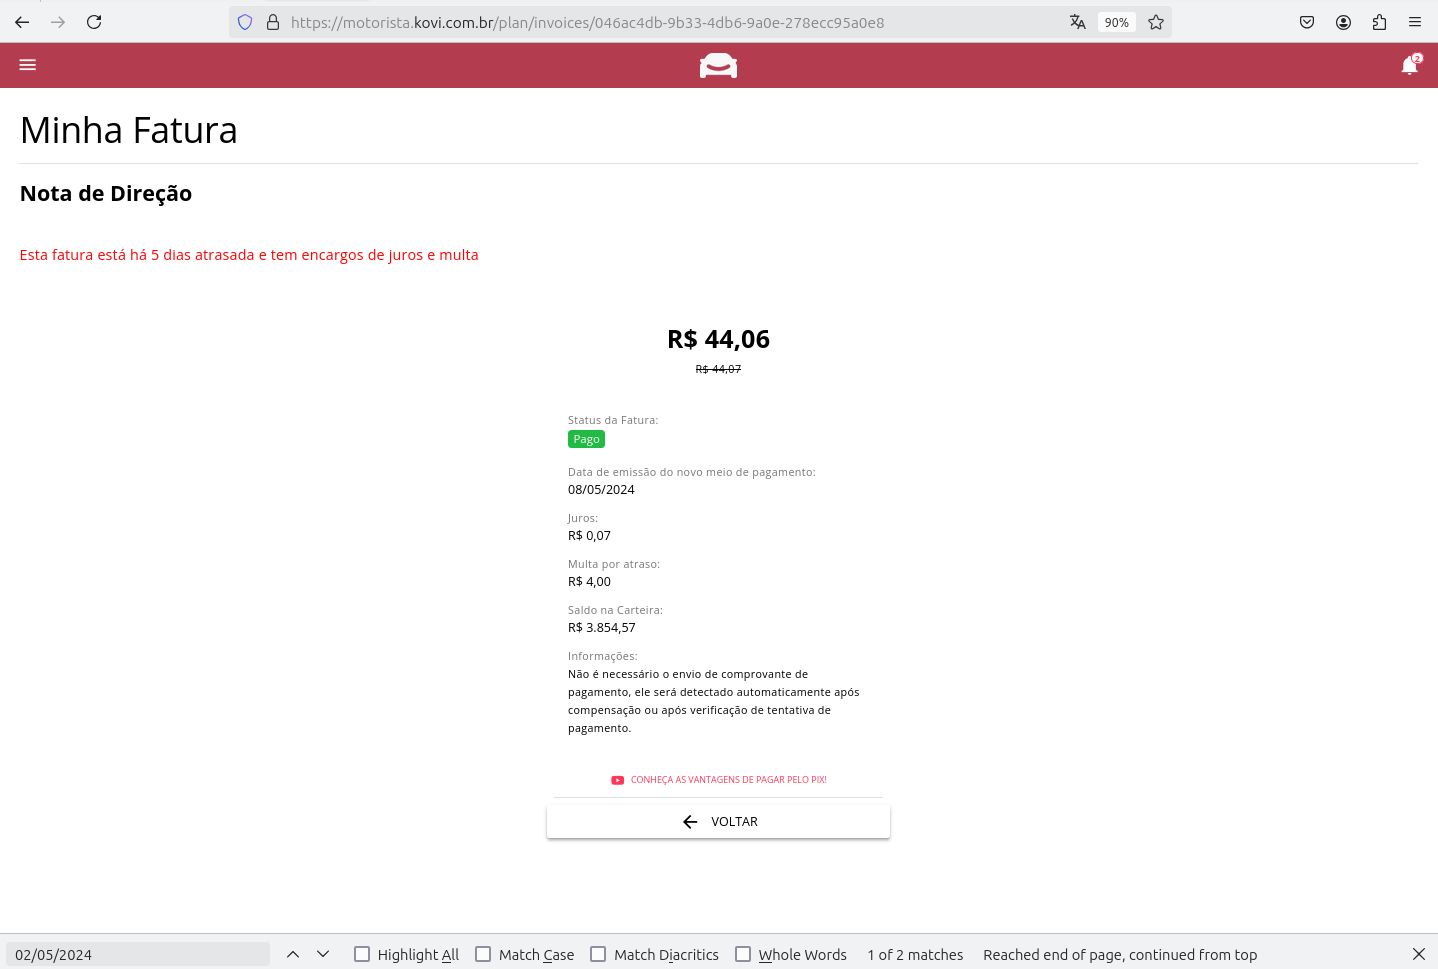 https://motorista.kovi.com.br/plan/invoices/046ac4db-9b33-4db6-9a0e-278ecc95a0e8
90%
2
Minha Fatura
Nota de Direção
Esta fatura está há 5 dias atrasada e tem encargos de juros e multa
R$ 44,06
R$ 44,07
Status da Fatura:
Pago
Data de emissão do novo meio de pagamento:
08/05/2024
Juros:
R$ 0,07
Multa por atraso:
R$ 4,00
Saldo na Carteira:
R$ 3.854,57
Informações:
Não é necessário o envio de comprovante de
pagamento, ele será detectado automaticamente após
compensação ou após verificação de tentativa de
pagamento.
CONHEÇA AS VANTAGENS DE PAGAR PELO PIX!
VOLTAR
02/05/2024 Highlight All Match Case Match Diacritics Whole Words 1 of 2 matches Reached end of page, continued from top